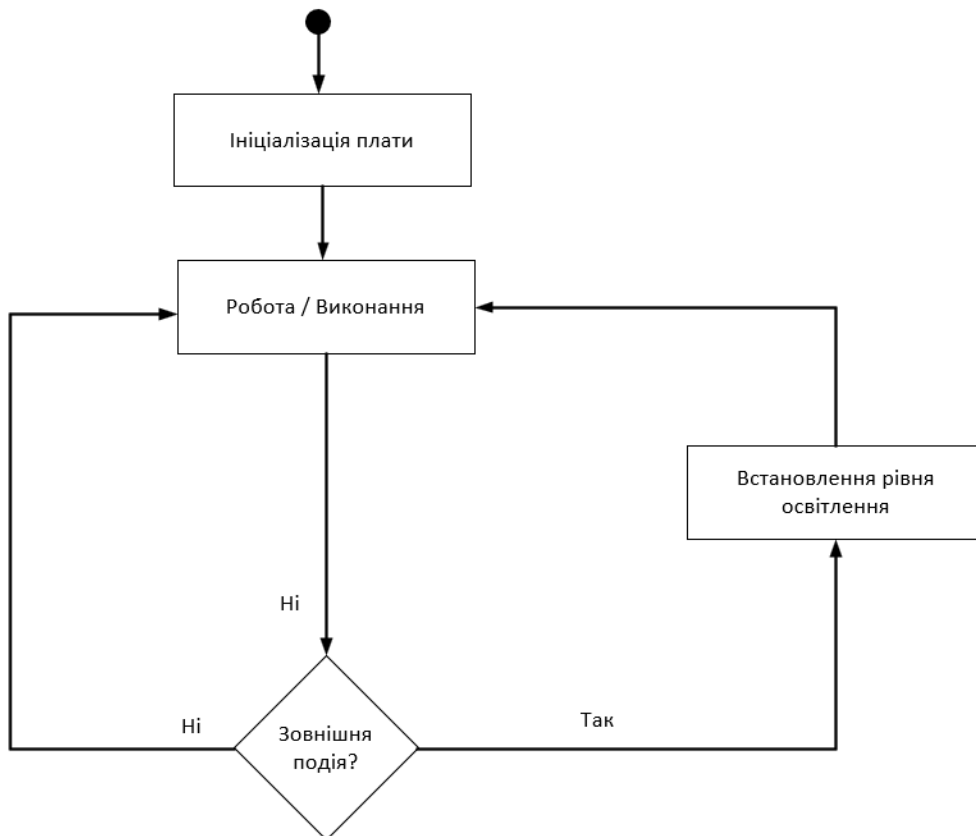 Ініціалізація плати
Робота / Виконання
Встановлення рівня
освітлення
Ні
Ні
Так
Зовнішня
подія?